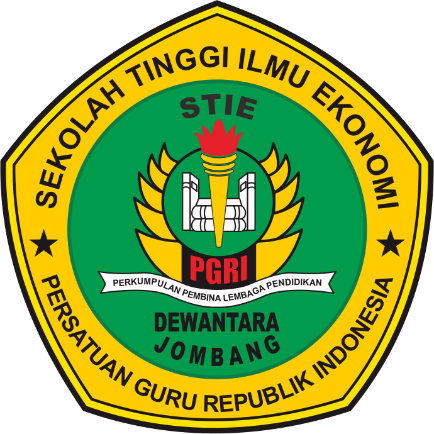 SEKOLAH TINGGI ILMU EKONOMI
STIE
PGRI
PERKUMPULAN PEMBINA LEMBAGA PENDIDIKAN
DEWANTARA
JOMBANG
PERSATUAN GURU REPUBLIK INDONESIA